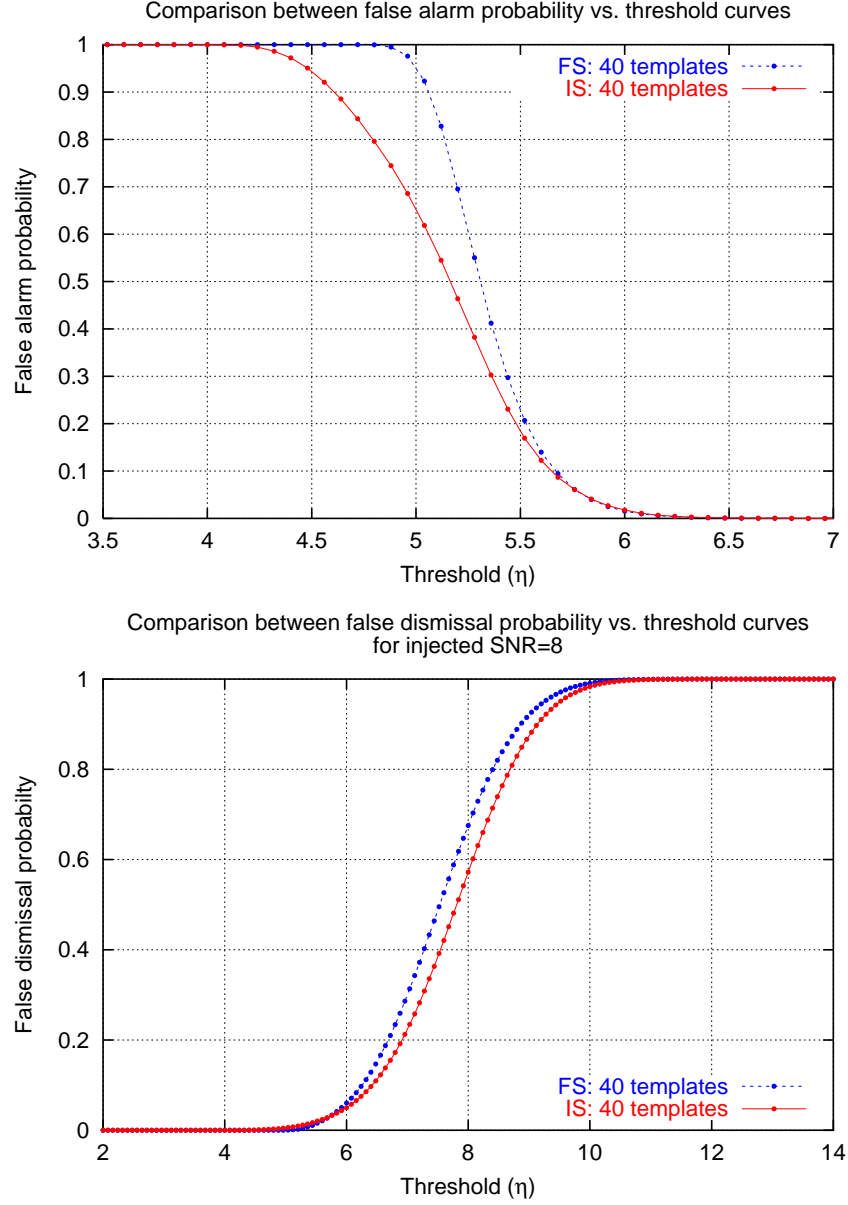 Comparison between false alarm probability vs. threshold curves
1
0.9
0.8
0.7
0.6
0.5
0.4
0.3
0.2
0.1
0
False alarm probability
FS: 40 templates
IS: 40 templates
3.5 4 4.5 5 5.5 6 6.5 7
Threshold (η)
Comparison between false dismissal probability vs. threshold curves
for injected SNR=8
1
0.8
0.6
0.4
0.2
0
False dismissal probabilty
FS: 40 templates
IS: 40 templates
2 4 6 8 10 12 14
Threshold (η)